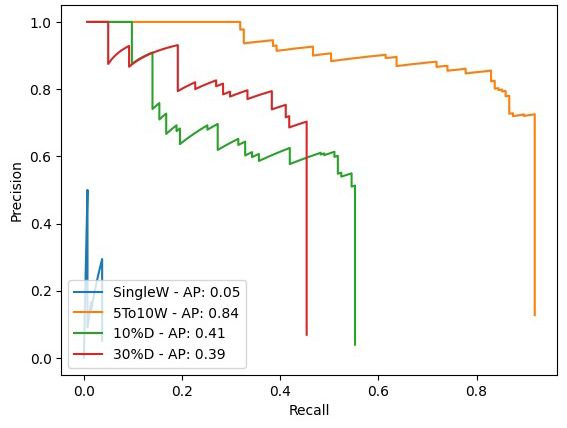 1.0
0.8
0.6
0.4
0.2
0.0
Precision
SingleW - AP: 0.05
5To10W - AP: 0.84
10%D - AP: 0.41
30%D - AP: 0.39
0.0 0.2 0.4 0.6 0.8
Recall